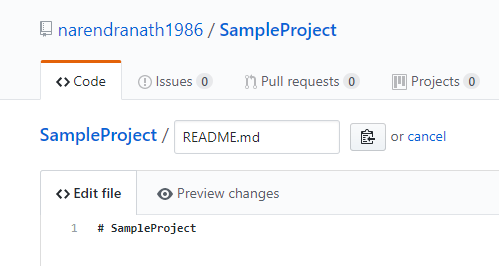 narendranath1986 / SampleProject
<> Code Issues 0 Pull requests 0 Projects 0
SampleProject / README.md or cancel
<> Edit file Preview changes
1 # SampleProject